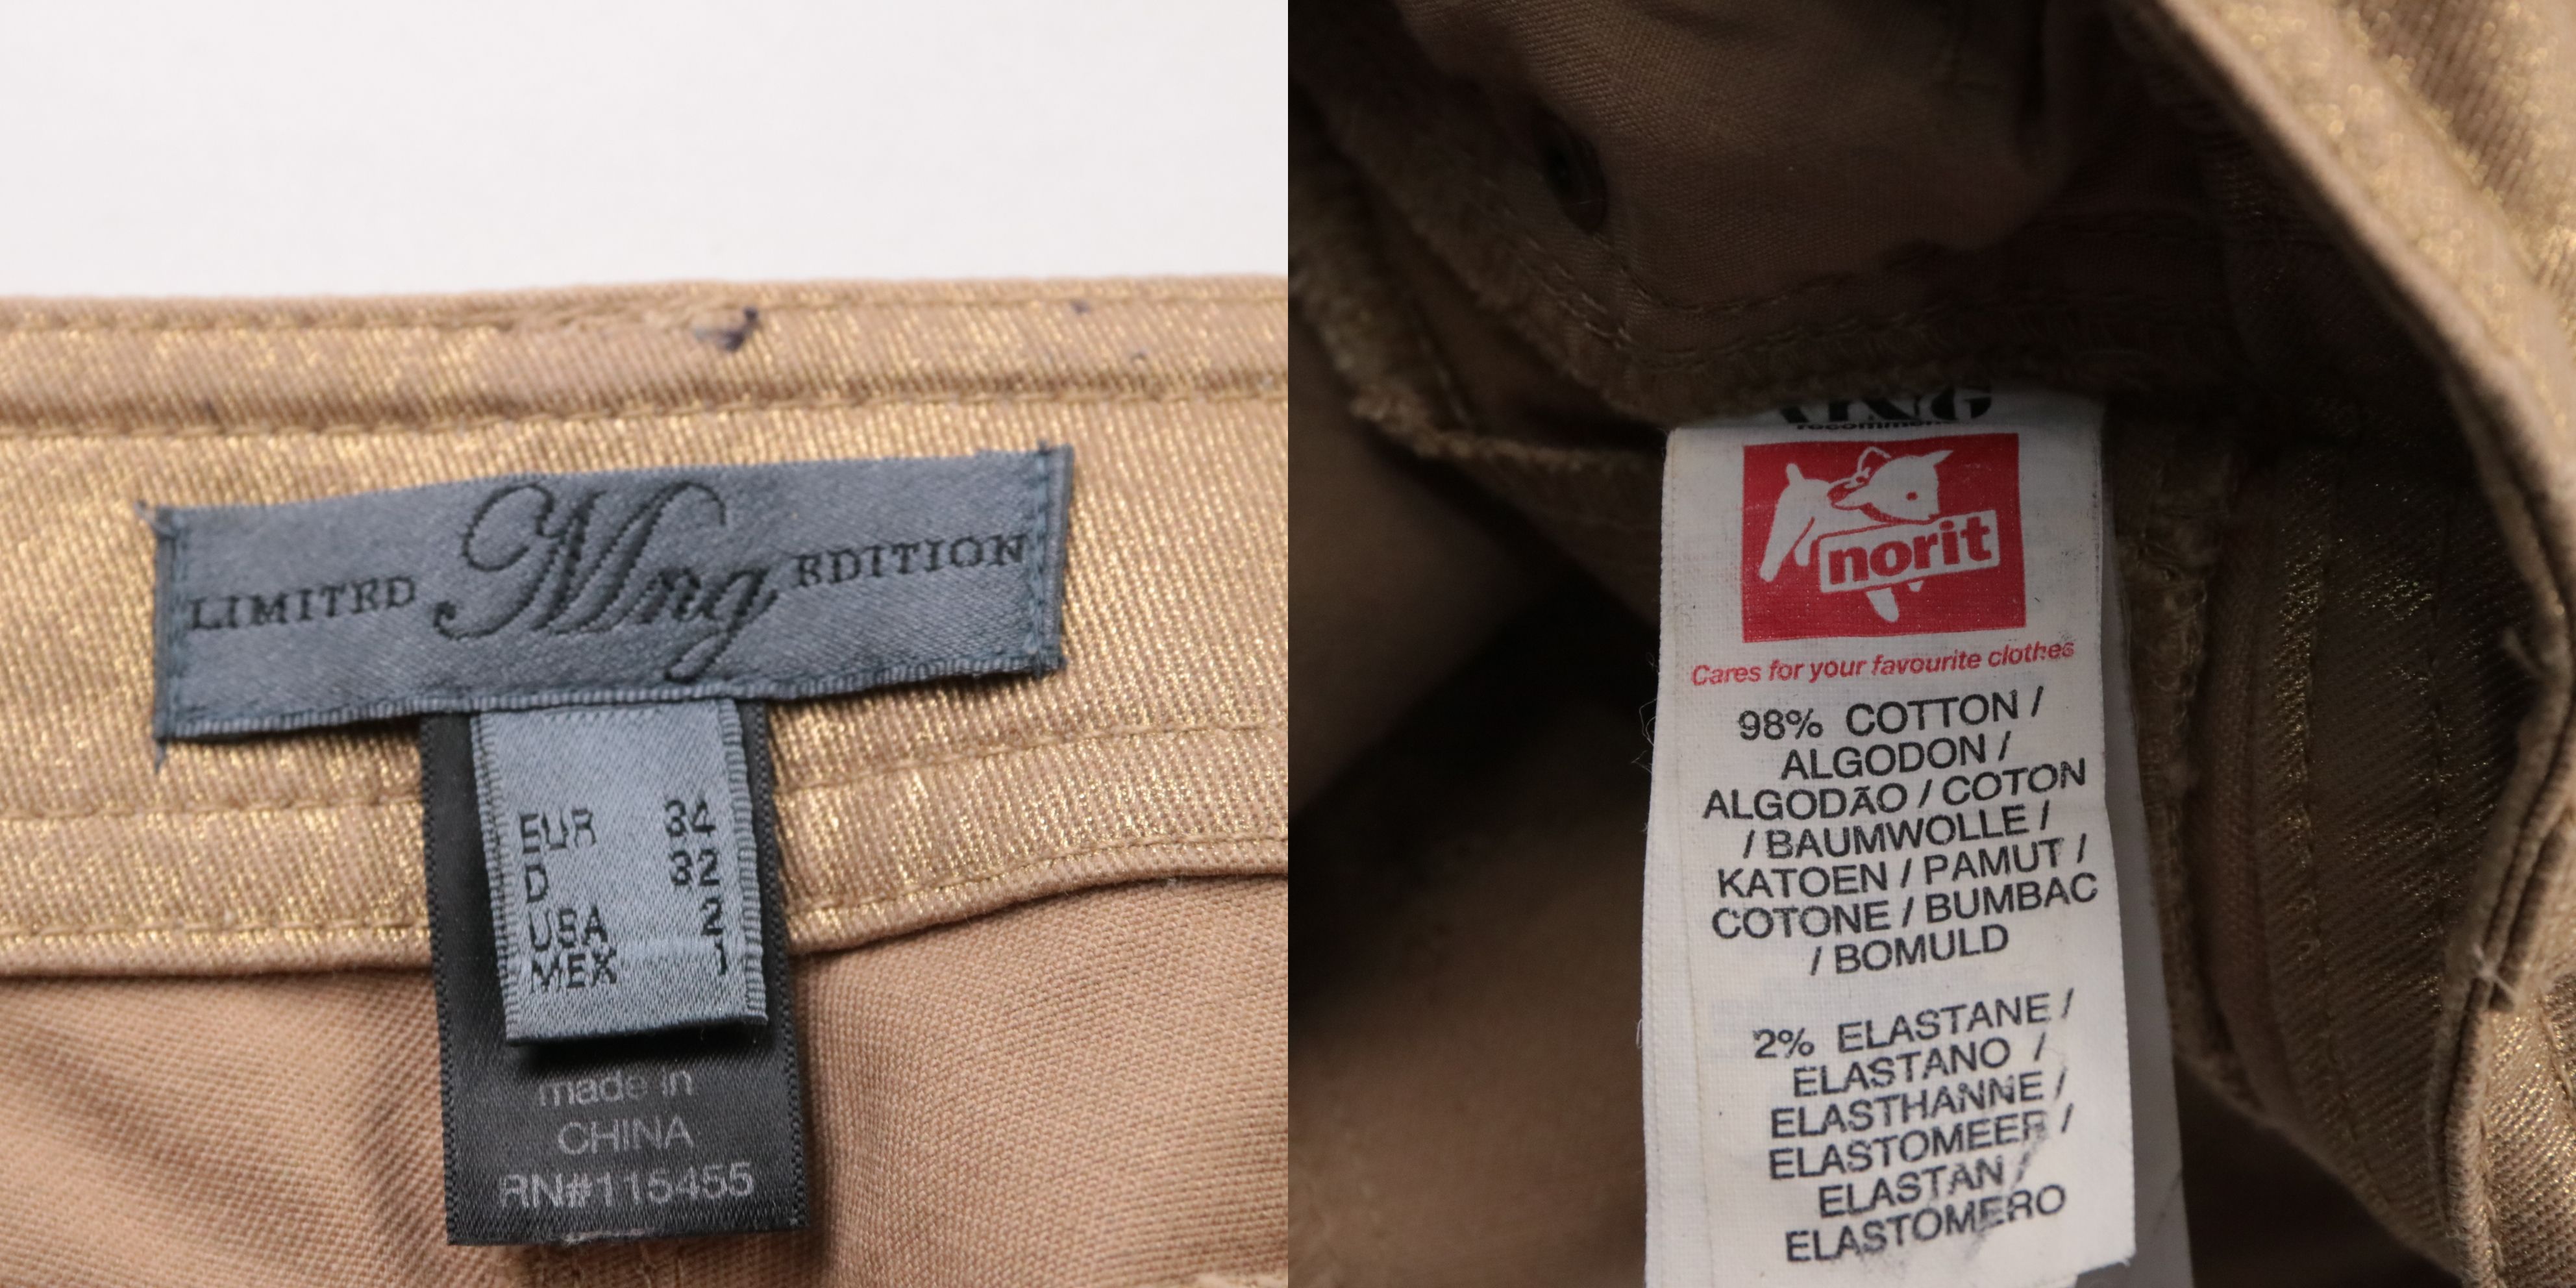 LIMITED Mng EDITION
EUR 34
D 32
USA 2
MEX 1
made in
CHINA
RN#115455
norit
Cares for your favourite clothes
98% COTTON /
ALGODON /
ALGODÃO / COTON
/ BAUMWOLLE /
KATOEN / PAMUT /
COTONE / BUMBAC
/ BOMULD
2% ELASTANE /
ELASTANO /
ELASTHANNE /
ELASTOMEER /
ELASTAN
ELASTOMERO